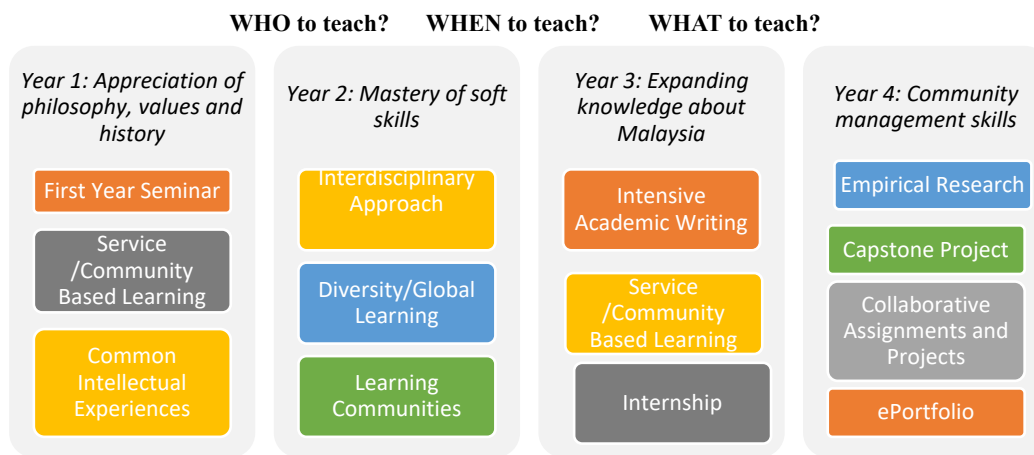 WHO to teach? WHEN to teach? WHAT to teach?
Year 1: Appreciation of
philosophy, values and
history
First Year Seminar
Service
/Community
Based Learning
Common
Intellectual
Experiences
Year 2: Mastery of soft
skills
Interdisciplinary
Approach
Diversity/Global
Learning
Learning
Communities
Year 3: Expanding
knowledge about
Malaysia
Intensive
Academic Writing
Service
/Community
Based Learning
Internship
Year 4: Community
management skills
Empirical Research
Capstone Project
Collaborative
Assignments and
Projects
ePortfolio